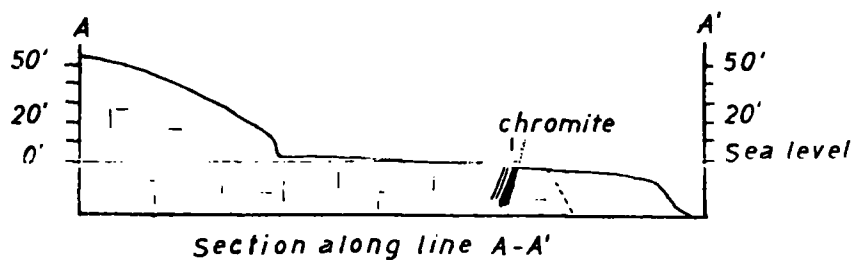 A A'
50' 50'
20' 20'
chromite
0' Sea level
Section along line A-A'